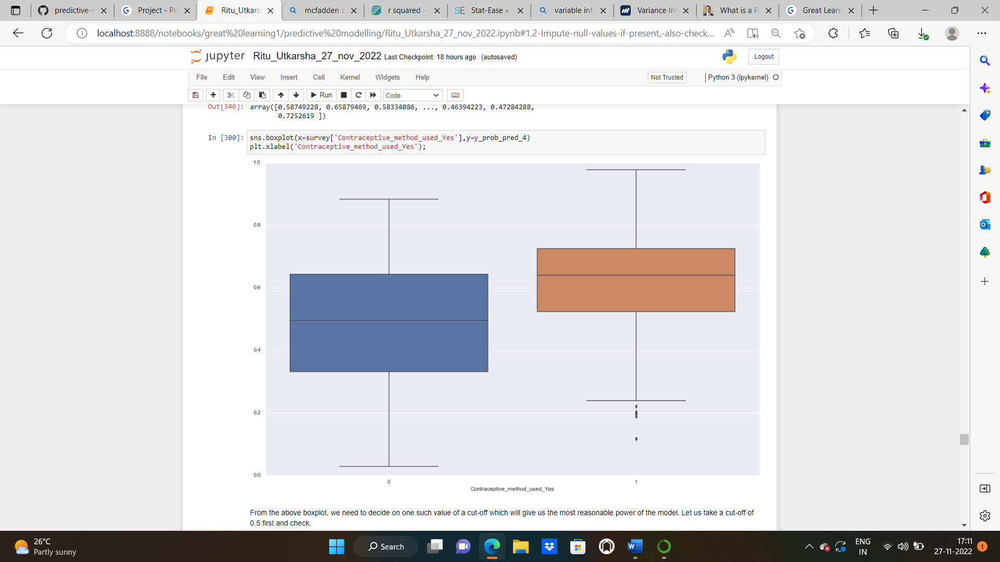 predictive-n
Project - Pre
Ritu_Utkarsh
mcfadden a
r squared -
Stat-Ease »
variable infl
Variance Inf
What is a Ps
Great Learn
localhost:8888/notebooks/great%20learning1/predictive%20modelling/Ritu_Utkarsha_27_nov_2022.ipynb#1.2-Impute-null-values-if-present,-also-check...
jupyter Ritu_Utkarsha_27_nov_2022 Last Checkpoint: 18 hours ago (autosaved)
Logout
File Edit View Insert Cell Kernel Widgets Help
Not Trusted
Python 3 (ipykernel)
Run
Code
Out[346]: array([0.58749228, 0.65879469, 0.58334086, ..., 0.46394223, 0.47284288,
0.7252619 ])
In [300]: sns.boxplot(x=survey['Contraceptive_method_used_Yes'],y=y_prob_pred_4)
plt.xlabel('Contraceptive_method_used_Yes');
1.0
0.8
0.6
0.4
0.2
0.0
0 1
Contraceptive_method_used_Yes
From the above boxplot, we need to decide on one such value of a cut-off which will give us the most reasonable power of the model. Let us take a cut-off of
0.5 first and check.
26°C
Partly sunny
Search
ENG
IN
17:11
27-11-2022
1